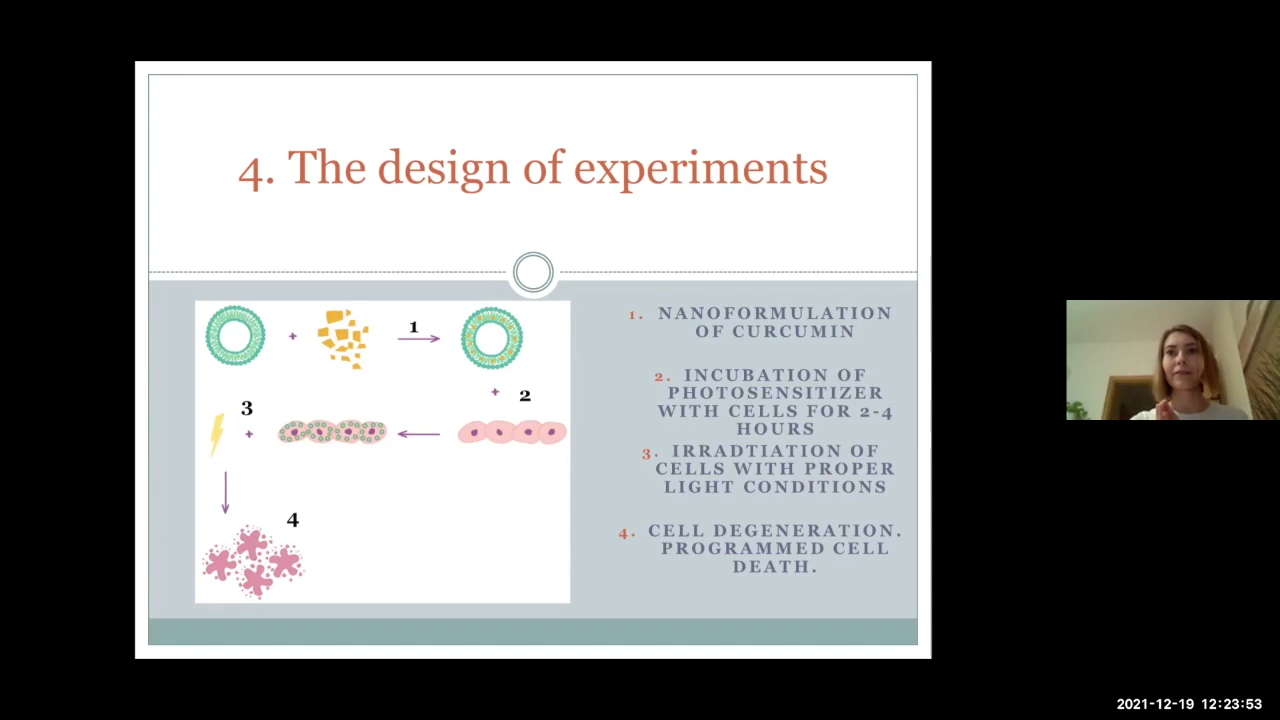 4. The design of experiments
1
2
3
4
1. NANOFORMULATION
OF CURCUMIN
2. INCUBATION OF
PHOTOSENSITIZER
WITH CELLS FOR 2-4
HOURS
3. IRRADTIATION OF
CELLS WITH PROPER
LIGHT CONDITIONS
4. CELL DEGENERATION.
PROGRAMMED CELL
DEATH.
2021-12-19 12:23:53